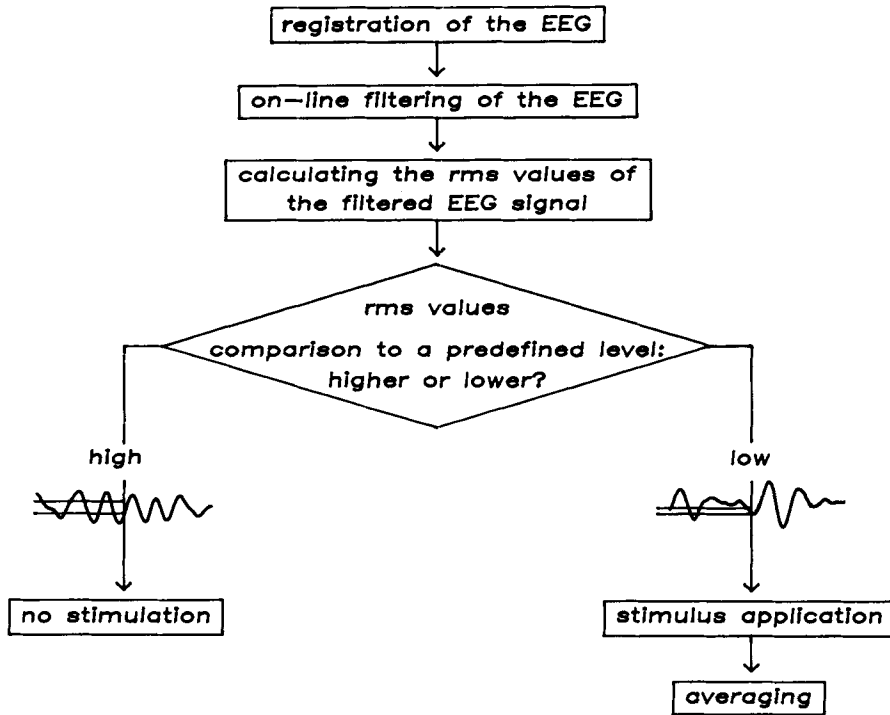 registration of the EEG
on-line filtering of the EEG
calculating the rms values of
the filtered EEG signal
rms values
comparison to a predefined level:
higher or lower?
high
low
no stimulation
stimulus application
averaging